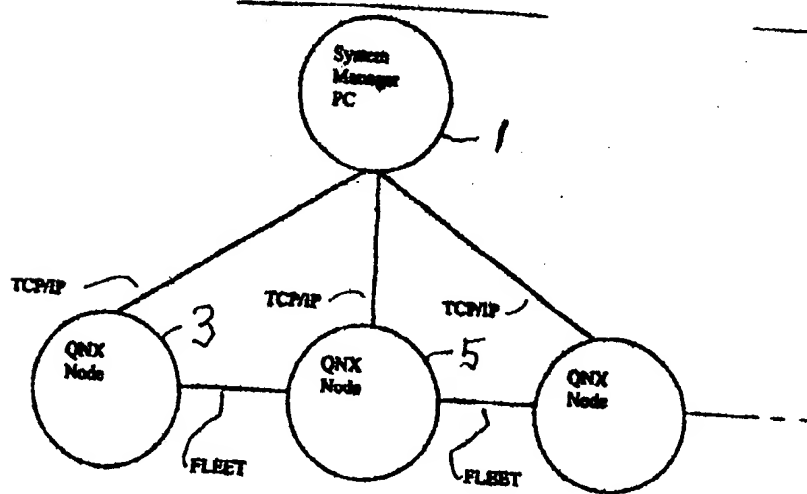 System
Manager
PC
1
TCP/IP
TCP/IP
TCP/IP
3
5
QNX
Node
QNX
Node
QNX
Node
FLEET
FLEET